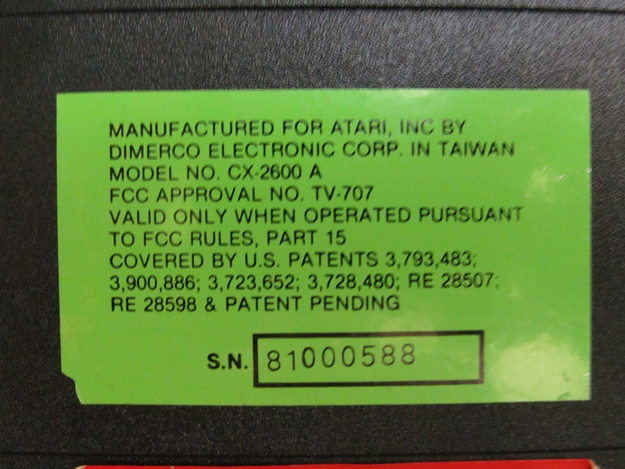 MANUFACTURED FOR ATARI, INC BY
DIMERCO ELECTRONIC CORP. IN TAIWAN
MODEL NO. CX-2600 A
FCC APPROVAL NO. TV-707
VALID ONLY WHEN OPERATED PURSUANT
TO FCC RULES, PART 15
COVERED BY U.S. PATENTS 3,793,483;
3,900,886; 3,723,652; 3,728,480; RE 28507;
RE 28598 & PATENT PENDING
S.N. 81000588